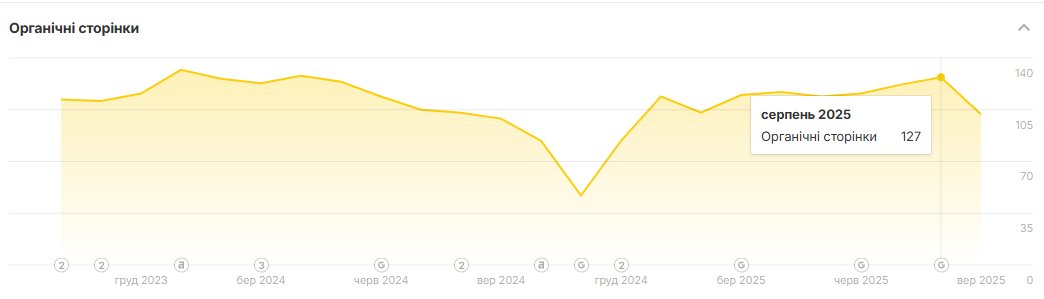 Органічні сторінки
140
105
70
35
0
серпень 2025
Органічні сторінки 127
2 2 a 3 G 2 a G 2 G G G
груд 2023 бер 2024 черв 2024 вер 2024 груд 2024 бер 2025 черв 2025 вер 2025